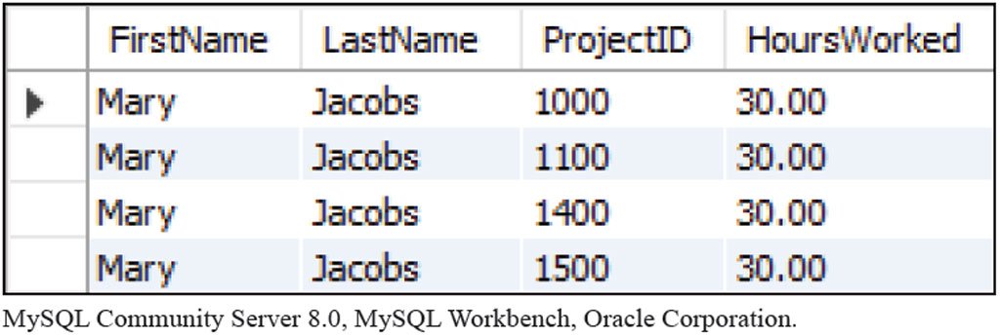 FirstName LastName ProjectID HoursWorked
Mary Jacobs 1000 30.00
Mary Jacobs 1100 30.00
Mary Jacobs 1400 30.00
Mary Jacobs 1500 30.00
MySQL Community Server 8.0, MySQL Workbench, Oracle Corporation.